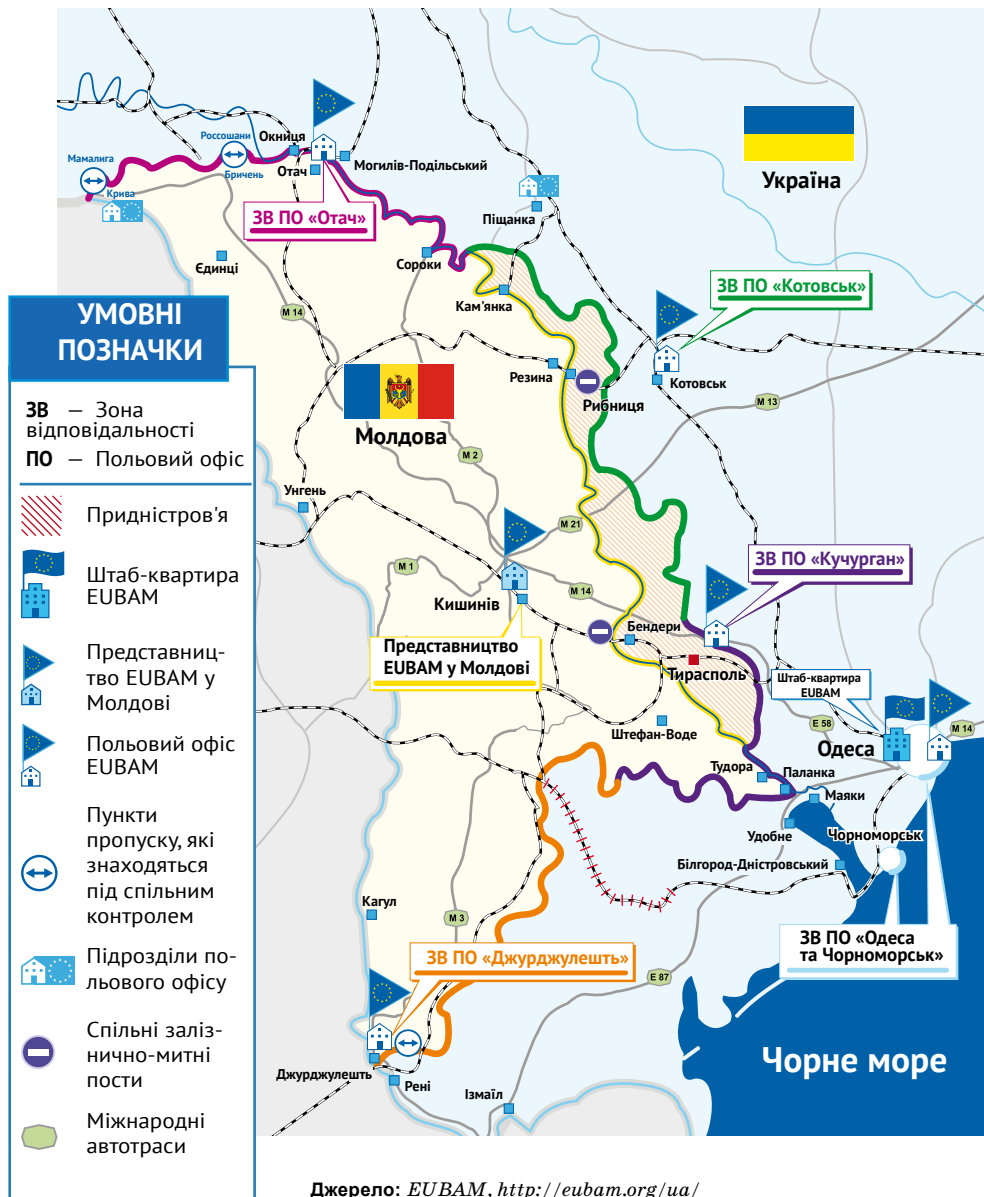 Россошани
Окниця
Мамалига
Бричень
Отач
Могилів-Подільський
Крива
ЗВ ПО «Отач»
Піщанка
Україна
Єдинці
Сороки
Кам'янка
ЗВ ПО «Котовськ»
УМОВНІ
ПОЗНАЧКИ
ЗВ — Зона
відповідальності
ПО — Польовий офіс
Придністров'я
Штаб-квартира
EUBAM
Представниц-
тво EUBAM у
Молдові
Польовий офіс
EUBAM
Пункти
пропуску, які
знаходяться
під спільним
контролем
Підрозділи по-
льового офісу
Спільні заліз-
нично-митні
пости
Міжнародні
автотраси
M 14
Резина
Рибниця
Котовськ
M 13
Молдова
M 2
Унгень
M 21
M 1
M 14
Кишинів
ЗВ ПО «Кучурган»
Бендери
Представництво
EUBAM у Молдові
Тирасполь
Штаб-квартира
EUBAM
Штефан-Воде
E 58
M 14
Одеса
Тудора
Паланка
Маяки
Удобне
Чорноморськ
Білгород-Дністровський
Кагул
M 3
ЗВ ПО «Одеса
та Чорноморськ»
ЗВ ПО «Джурджулешть»
E 87
Чорне море
Джурджулешть
Рені
Ізмаїл
Джерело: EUBAM, http://eubam.org/ua/